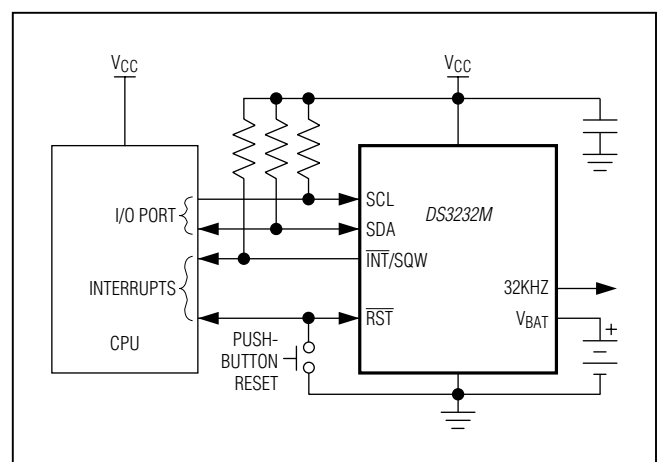 VCC
VCC
I/O PORT
SCL
DS3232M
SDA
INT/SQW
INTERRUPTS
32KHZ
VBAT
RST
PUSH-
BUTTON
RESET
CPU
+